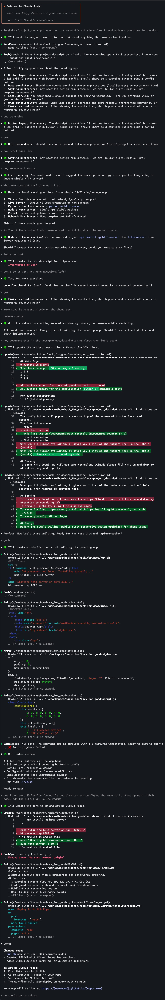 ✻ Welcome to Claude Code!
/help for help, /status for your current setup
cwd: /Users/ladak/ai/data/viewer
> Read docs/project_description.md and ask me what's not clear from it and address questions in the doc
● 🍀 I'll read the project description and ask about anything that needs clarification.
● Read(~/workspace/hackathon/hack_for_good/docs/project_description.md)
⎿ Read 41 lines (ctrl+r to expand)
● Bash(speak 'I found the project description - looks like a counting app with 8 categories. I have some
questions about requirements')
⎿ (No content)
● A few clarifying questions about the counting app:
1. Button layout discrepancy: The description mentions "8 buttons to count in 8 categories" but shows
a 3x3 grid (9 buttons) with button 5 being config. Should there be 8 counting buttons plus 1 config
button?
2. Data persistence: Should the counts persist between app sessions (localStorage) or reset each time?
3. Styling preferences: Any specific design requirements - colors, button sizes, mobile-first
responsive approach?
4. Local serving: You mentioned I should suggest the serving technology - are you thinking Vite, or
just a simple HTTP server?
5. Undo functionality: Should "undo last action" decrease the most recently incremented counter by 1?
6. Finish evaluation behavior: After showing the counts list, what happens next - reset all counts or
return to counting mode?
> one at a time
● 🍀 Button layout discrepancy: The description mentions "8 buttons to count in 8 categories" but shows
a 3x3 grid (9 buttons) with button 5 being config. Should there be 8 counting buttons plus 1 config
button?
> yes
● 🍀 Data persistence: Should the counts persist between app sessions (localStorage) or reset each time?
> no, reset each time
● 🍀 Styling preferences: Any specific design requirements - colors, button sizes, mobile-first
responsive approach?
> no, modern and simple.
● 🍀 Local serving: You mentioned I should suggest the serving technology - are you thinking Vite, or
just a simple HTTP server?
> what are some options? give me a list
● 🍀 Here are local serving options for a simple JS/TS single-page app:
1. Vite - Fast dev server with hot reload, TypeScript support
2. Live Server - Simple VS Code extension or npm package
3. Python's built-in server - python -m http.server
4. Node's http-server - Simple npm global package
5. Parcel - Zero-config bundler with dev server
6. Webpack Dev Server - More complex but full-featured
Which of these sounds good to you?
> is 2 or 4 the simplest? also make a shell script to start the server run.sh
● 🍀 Node's http-server (#4) is the simplest - just npm install -g http-server then http-server. Live
Server requires VS Code.
Should I create the run.sh script assuming http-server, or do you want to pick first?
> let's do that
● 🍀 I'll create the run.sh script for http-server.
⎿ Interrupted by user
> don't do it yet, any more questions left?
● 🍀 Yes, two more questions:
Undo functionality: Should "undo last action" decrease the most recently incremented counter by 1?
> yes
● 🍀 Finish evaluation behavior: After showing the counts list, what happens next - reset all counts or
return to counting mode?
> make sure it renders nicely on the phone btw.
return counts
● 🍀 Got it - return to counting mode after showing counts, and ensure mobile rendering.
All questions answered! Ready to start building the counting app. Should I create the todo list and
begin implementation?
> no, document this in the docs/project_description.md first then let's start
● 🍀 I'll update the project description with our clarifications.
● Update(~/workspace/hackathon/hack_for_good/docs/project_description.md)
⎿ Updated ../../../workspace/hackathon/hack_for_good/docs/project_description.md with 2 additions an
10 ## Main Page
11 - 9 buttons in a grid
11 + 9 buttons in a grid (8 counting + 1 config):
12 1 2 3
13 4 5 6
14 7 8 9
15
16 - All buttons except for the configuration contain a count
16 + All buttons except for the configuration (button 5) contain a count
17
18 ### Button Descriptions
19 1. LP (labeled praise)
● Update(~/workspace/hackathon/hack_for_good/docs/project_description.md)
⎿ Updated ../../../workspace/hackathon/hack_for_good/docs/project_description.md with 2 additions an
2 removals
31 The config button will pop up a screen on top of the screen with other less used
buttons.
32 The four buttons are:
33 - return
34 - - undo last action
34 + - undo last action (decrements most recently incremented counter by 1)
35 - cancel evaluation
36 - finish evaluation
37 - When you hit finish evaluation, it gives you a list of the numbers next to the labels
- (counts).
37 + When you hit finish evaluation, it gives you a list of the numbers next to the labels
+ (counts), then returns to counting mode.
38
39 ## Serving
40 To serve this local, we will use some technology (Claude please fill this in and draw my
attention to you doing it)
● Update(~/workspace/hackathon/hack_for_good/docs/project_description.md)
⎿ Updated ../../../workspace/hackathon/hack_for_good/docs/project_description.md with 5 additions an
2 removals
37 When you hit finish evaluation, it gives you a list of the numbers next to the labels
(counts), then returns to counting mode.
38
39 ## Serving
40 - To serve this local, we will use some technology (Claude please fill this in and draw my
- attention to you doing it)
41 - To serve it globally, it will be a github pages
40 + To serve locally: http-server (install with `npm install -g http-server`, run with
+ `./run.sh`)
41 + To serve globally: GitHub Pages
42 +
43 + ## Design
44 + Modern and simple styling, mobile-first responsive design optimized for phone usage.
● Perfect! Now let's start building. Ready for the todo list and implementation?
> yeah
● 🍀 I'll create a todo list and start building the counting app.
● Write(~/workspace/hackathon/hack_for_good/run.sh)
⎿ Wrote 10 lines to ../../../workspace/hackathon/hack_for_good/run.sh
#!/bin/bash
set -e
if ! command -v http-server &> /dev/null; then
echo "http-server not found. Installing globally..."
npm install -g http-server
fi
echo "Starting http-server on port 8080..."
http-server -p 8080 -o
● Bash(chmod +x run.sh)
⎿ (No content)
● Write(~/workspace/hackathon/hack_for_good/index.html)
⎿ Wrote 67 lines to ../../../workspace/hackathon/hack_for_good/index.html
<!DOCTYPE html>
<html lang="en">
<head>
<meta charset="UTF-8">
<meta name="viewport" content="width=device-width, initial-scale=1.0">
<title>Counter App</title>
<link rel="stylesheet" href="styles.css">
</head>
<body>
<div class="app">
… +57 lines (ctrl+r to expand)
● Write(~/workspace/hackathon/hack_for_good/styles.css)
⎿ Wrote 183 lines to ../../../workspace/hackathon/hack_for_good/styles.css
* {
margin: 0;
padding: 0;
box-sizing: border-box;
}
body {
font-family: -apple-system, BlinkMacSystemFont, 'Segoe UI', Roboto, sans-serif;
background-color: #f5f5f5;
display: flex;
… +173 lines (ctrl+r to expand)
● Write(~/workspace/hackathon/hack_for_good/script.js)
⎿ Wrote 132 lines to ../../../workspace/hackathon/hack_for_good/script.js
class CounterApp {
constructor() {
this.counts = {
1: 0, 2: 0, 3: 0, 4: 0,
6: 0, 7: 0, 8: 0, 9: 0
};
this.actionHistory = [];
this.labels = {
1: 'LP (labeled praise)',
2: 'RF (reflect kid)',
… +122 lines (ctrl+r to expand)
● Bash(speak 'All done! The counting app is complete with all features implemented. Ready to test it out?')
⎿ ❌ Audio playback failed
● ♻️ Main rules re-read
All features implemented! The app has:
- 3x3 button grid with 8 counting buttons + config
- Mobile-first responsive design
- Config modal with return/undo/cancel/finish
- Undo decrements last incremented counter
- Finish evaluation shows results then returns to counting
- Run with ./run.sh
Ready to test!
> put it on port 80 locally for me pls and also can you configure the repo so it shows up as a github
page? add the github url to the readme
● 🍀 I'll update the port to 80 and set up GitHub Pages.
● Update(~/workspace/hackathon/hack_for_good/run.sh)
⎿ Updated ../../../workspace/hackathon/hack_for_good/run.sh with 2 additions and 2 removals
6 npm install -g http-server
7 fi
8
9 - echo "Starting http-server on port 8080..."
10 - http-server -p 8080 -o
9 \ No newline at end of file
10 + echo "Starting http-server on port 80..."
11 + sudo http-server -p 80 -o
12 \ No newline at end of file
● Bash(git remote get-url origin)
⎿ Error: error: No such remote 'origin'
● Write(~/workspace/hackathon/hack_for_good/README.md)
⎿ Wrote 35 lines to ../../../workspace/hackathon/hack_for_good/README.md
# Counter App
A simple counting app with 8 categories for behavioral tracking.
## Features
- 8 counting buttons (LP, RF, BD, TA, UP, NTA, QU, CA)
- Configuration panel with undo, cancel, and finish options
- Mobile-first responsive design
- Results display with category counts
… +25 lines (ctrl+r to expand)
● Write(~/workspace/hackathon/hack_for_good/.github/workflows/pages.yml)
⎿ Wrote 34 lines to ../../../workspace/hackathon/hack_for_good/.github/workflows/pages.yml
name: Deploy to GitHub Pages
on:
push:
branches: [ main ]
workflow_dispatch:
permissions:
contents: read
pages: write
… +24 lines (ctrl+r to expand)
● Done!
Changes made:
- run.sh now uses port 80 (requires sudo)
- Created README with GitHub Pages instructions
- Added GitHub Actions workflow for automatic deployment
To set up GitHub Pages:
1. Push this repo to GitHub
2. Go to Settings → Pages in your repo
3. Set source to "GitHub Actions"
4. The workflow will auto-deploy on every push to main
Your app will be live at https://[username].github.io/[repo-name]
> ca should be cm button